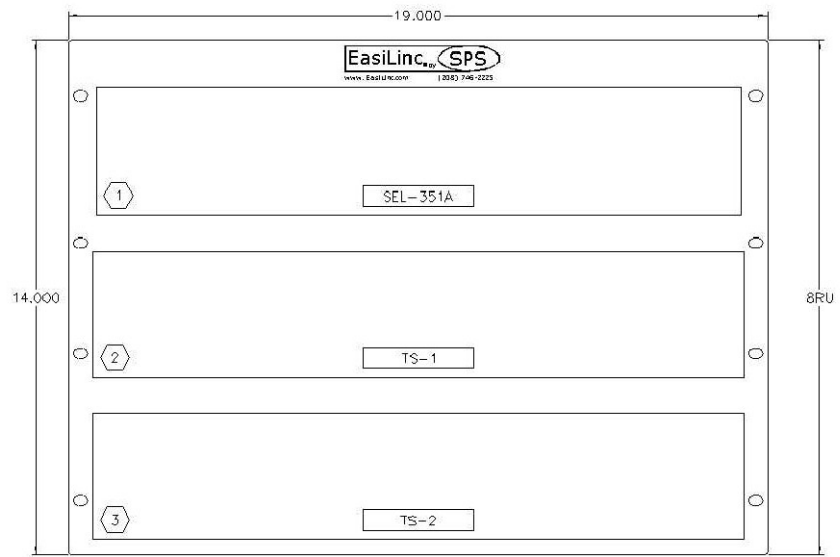 19.000
EasiLinc by SPS
www.EasiLinc.com (208) 746-2225
1 SEL-351A
14.000 8RU
2 TS-1
3 TS-2